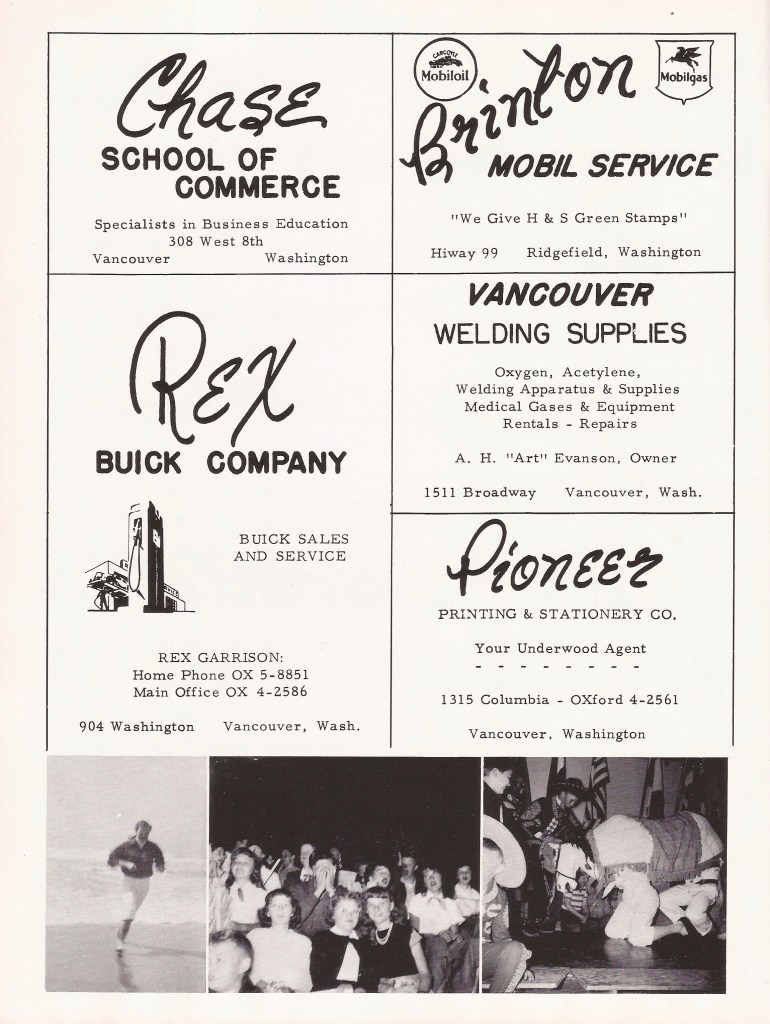 Chase
SCHOOL OF
COMMERCE
Specialists in Business Education
308 West 8th
Vancouver Washington
GARGOYLE
Mobiloil
Mobilgas
Brinton
MOBIL SERVICE
"We Give H & S Green Stamps"
Hiway 99 Ridgefield, Washington
REX
BUICK COMPANY
BUICK SALES
AND SERVICE
REX GARRISON:
Home Phone OX 5-8851
Main Office OX 4-2586
904 Washington Vancouver, Wash.
VANCOUVER
WELDING SUPPLIES
Oxygen, Acetylene,
Welding Apparatus & Supplies
Medical Gases & Equipment
Rentals - Repairs
A. H. "Art" Evanson, Owner
1511 Broadway Vancouver, Wash.
Pioneer
PRINTING & STATIONERY CO.
Your Underwood Agent
- - - - - - - -
1315 Columbia - OXford 4-2561
Vancouver, Washington